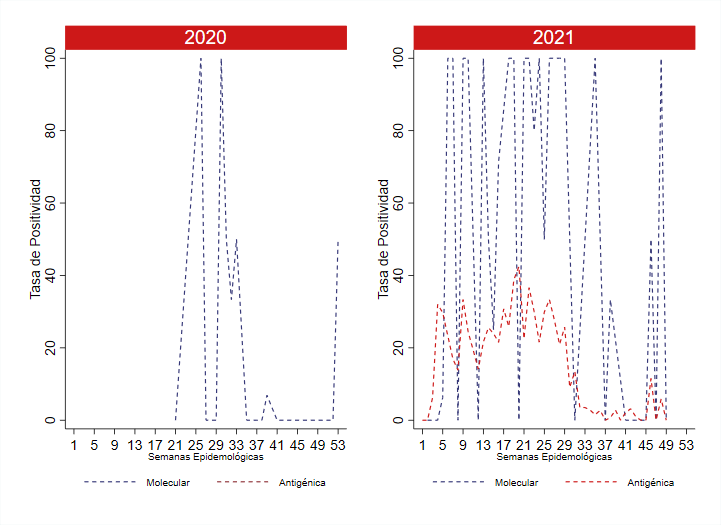 2020
2021
Tasa de Positividad
100
80
60
40
20
0
1 5 9 13 17 21 25 29 33 37 41 45 49 53
Semanas Epidemológicas
Molecular Antigénica
Tasa de Positividad
100
80
60
40
20
0
1 5 9 13 17 21 25 29 33 37 41 45 49 53
Semanas Epidemológicas
Molecular Antigénica